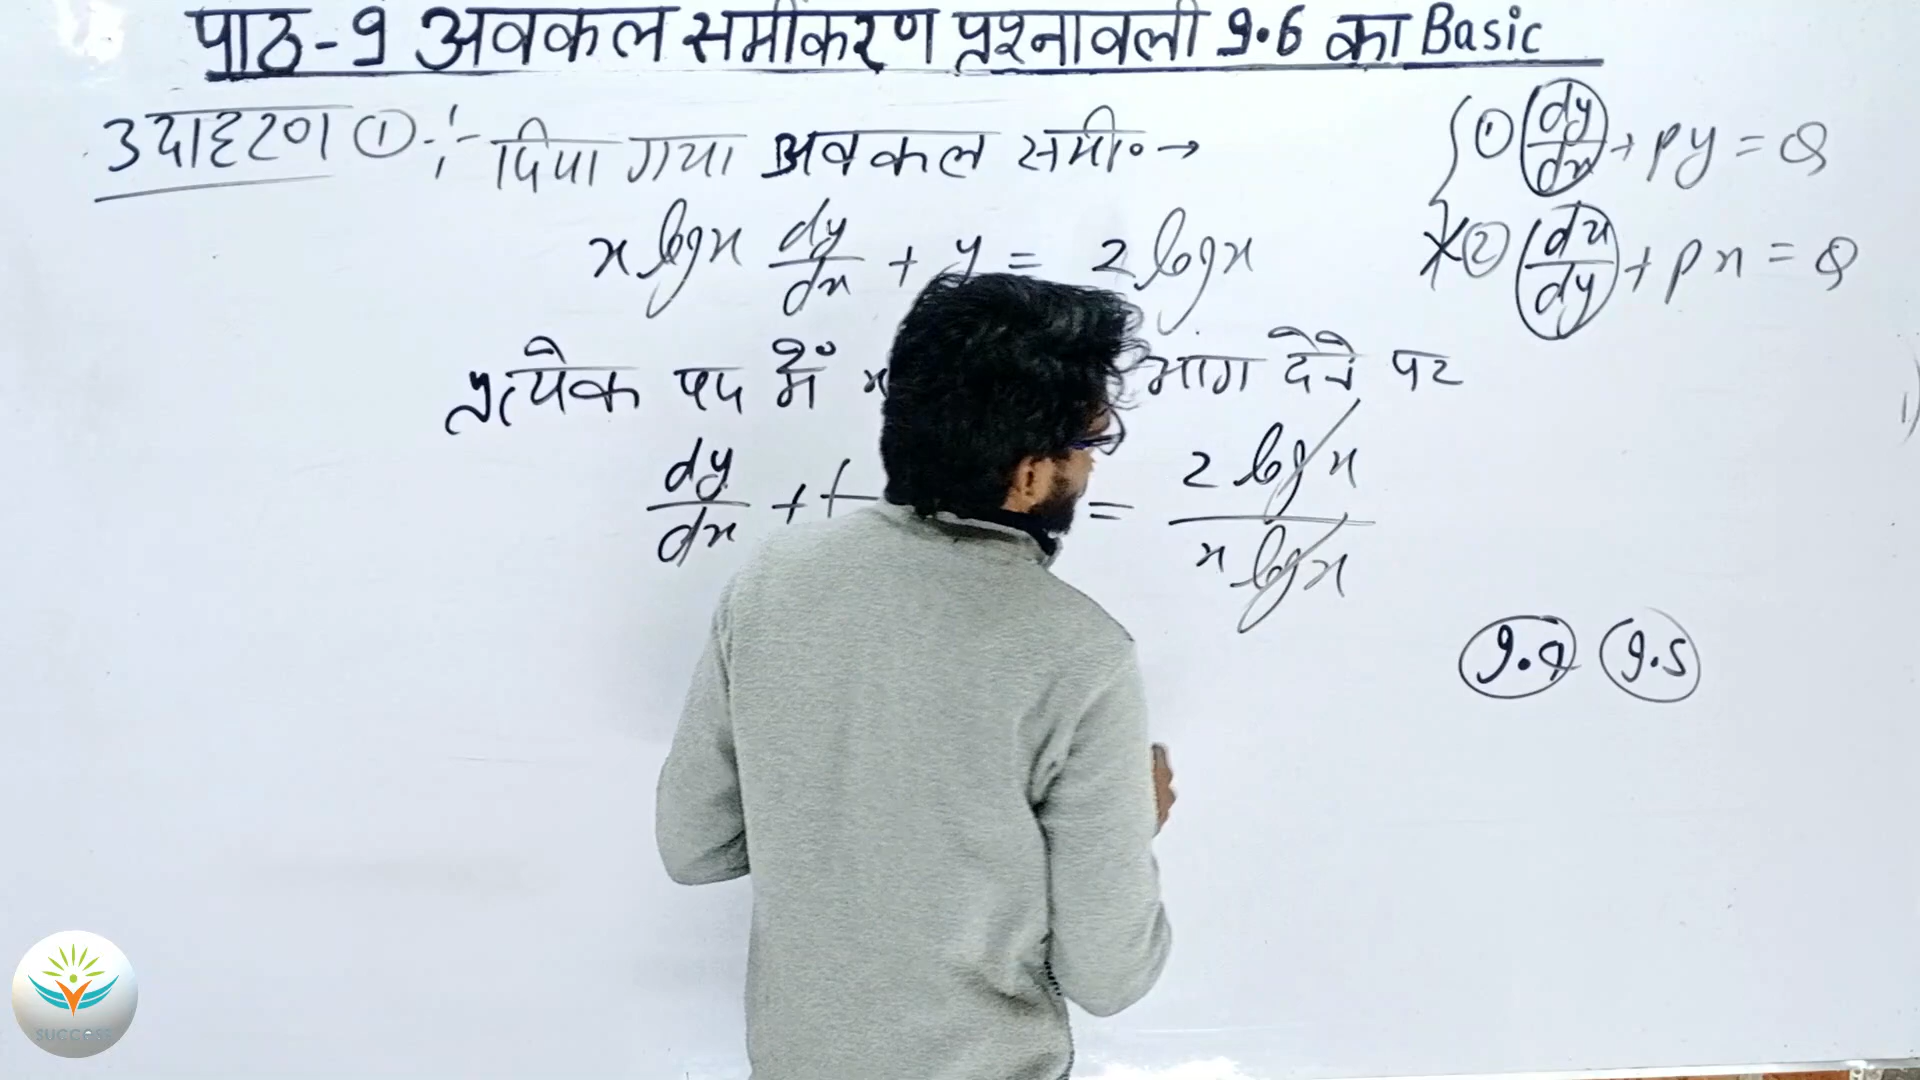 पाठ-9 अवकल समीकरण प्रश्नावली 9.6 का Basic
उदाहरण ① :- दिया गया अवकल समी॰ →
x log x dy/dx + y = 2 log x
प्रत्येक पद में x भाग देने पर
dy/dx + = 2 log x / x log x
① dy/dx + py = Q
② dx/dy + px = Q
9.4 9.5
SUCCESS